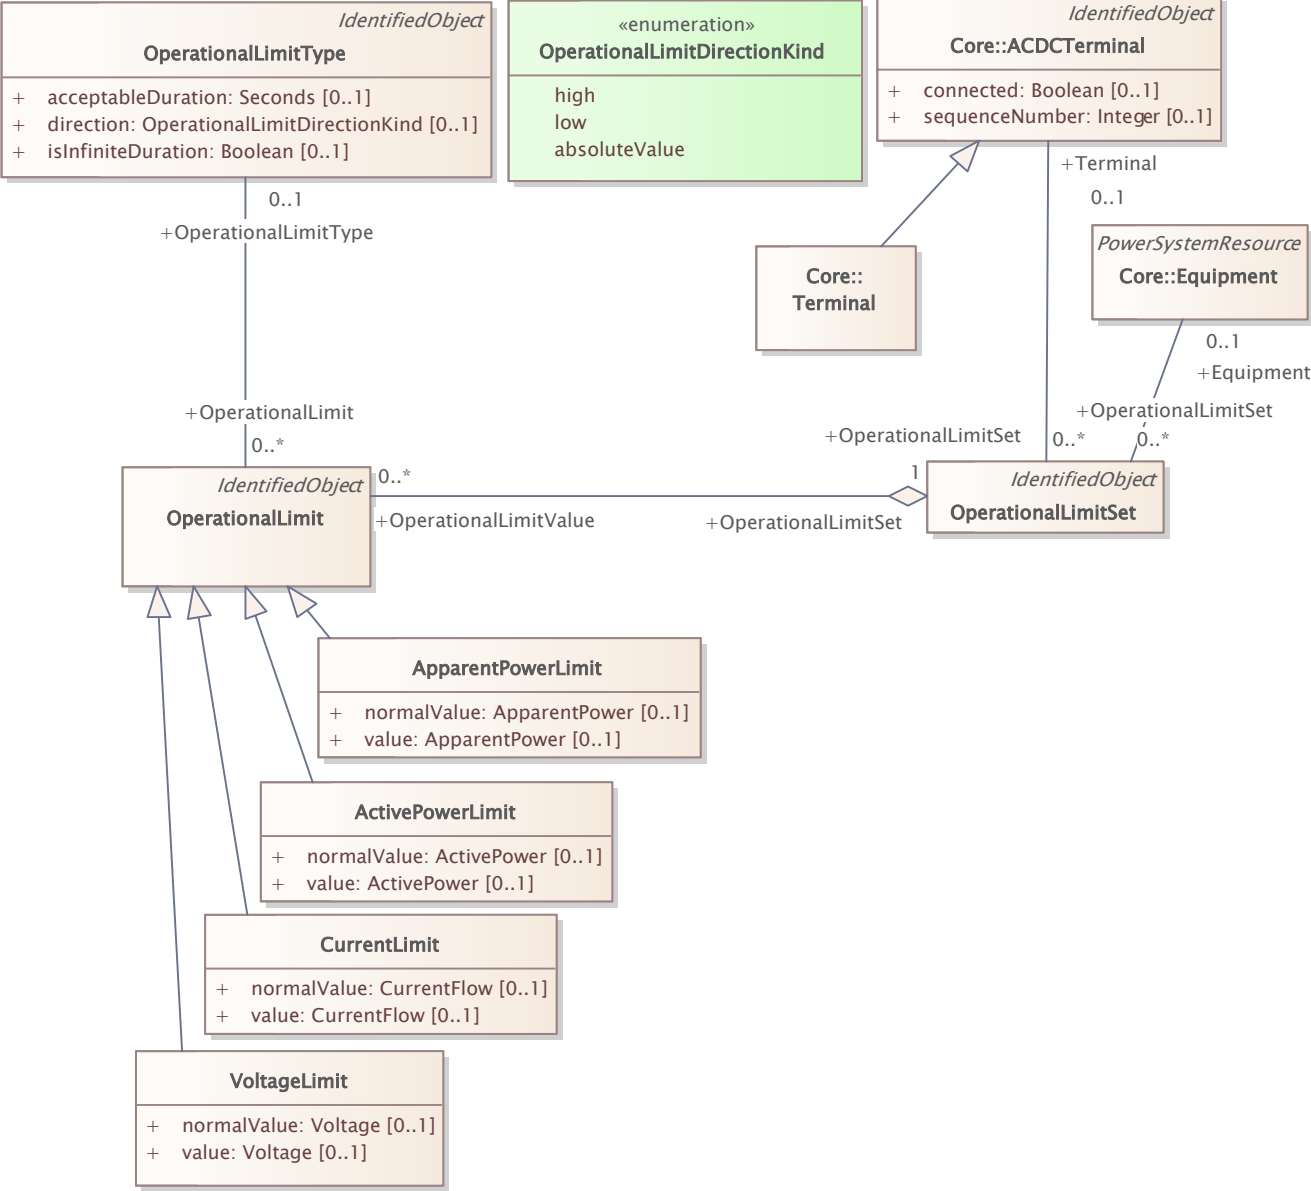 IdentifiedObject
OperationalLimitType
+ acceptableDuration: Seconds [0..1]
+ direction: OperationalLimitDirectionKind [0..1]
+ isInfiniteDuration: Boolean [0..1]
«enumeration»
OperationalLimitDirectionKind
high
low
absoluteValue
IdentifiedObject
Core::ACDCTerminal
+ connected: Boolean [0..1]
+ sequenceNumber: Integer [0..1]
+Terminal
0..1
0..1
+OperationalLimitType
Core::
Terminal
PowerSystemResource
Core::Equipment
0..1
+Equipment
+OperationalLimitSet
0..*
+OperationalLimit
0..*
+OperationalLimitSet
0..*
IdentifiedObject
OperationalLimit
0..*
+OperationalLimitValue
1
+OperationalLimitSet
IdentifiedObject
OperationalLimitSet
ApparentPowerLimit
+ normalValue: ApparentPower [0..1]
+ value: ApparentPower [0..1]
ActivePowerLimit
+ normalValue: ActivePower [0..1]
+ value: ActivePower [0..1]
CurrentLimit
+ normalValue: CurrentFlow [0..1]
+ value: CurrentFlow [0..1]
VoltageLimit
+ normalValue: Voltage [0..1]
+ value: Voltage [0..1]